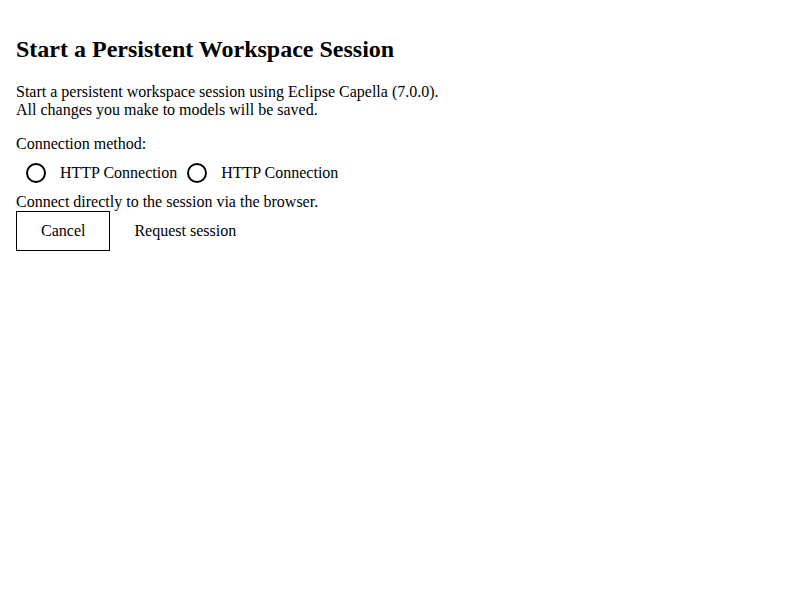 Start a Persistent Workspace Session
Start a persistent workspace session using Eclipse Capella (7.0.0).
All changes you make to models will be saved.
Connection method:
HTTP Connection HTTP Connection
Connect directly to the session via the browser.
Cancel Request session